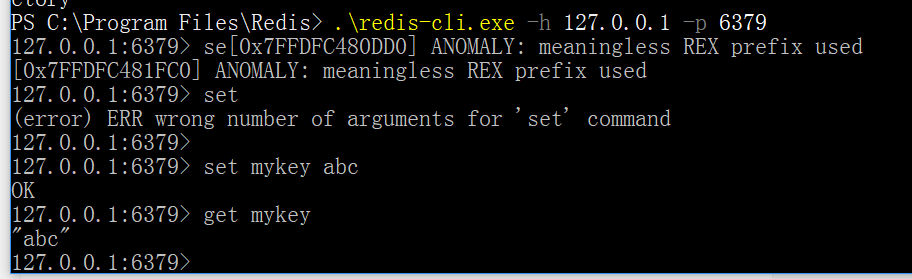 ctory
PS C:\Program Files\Redis> .\redis-cli.exe -h 127.0.0.1 -p 6379
127.0.0.1:6379> se[0x7FFDFC480DD0] ANOMALY: meaningless REX prefix used
[0x7FFDFC481FC0] ANOMALY: meaningless REX prefix used
127.0.0.1:6379> set
(error) ERR wrong number of arguments for 'set' command
127.0.0.1:6379>
127.0.0.1:6379> set mykey abc
OK
127.0.0.1:6379> get mykey
"abc"
127.0.0.1:6379>